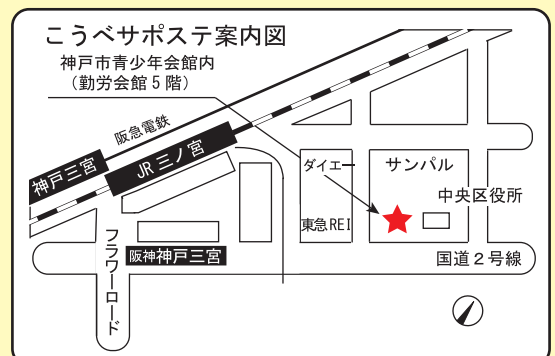 こうべサポステ案内図
神戸市青少年会館内
（勤労会館５階）
阪急電鉄
神戸三宮
JR三ノ宮
ダイエー
サンパル
中央区役所
東急REI
フラワーロード
阪神神戸三宮
国道２号線